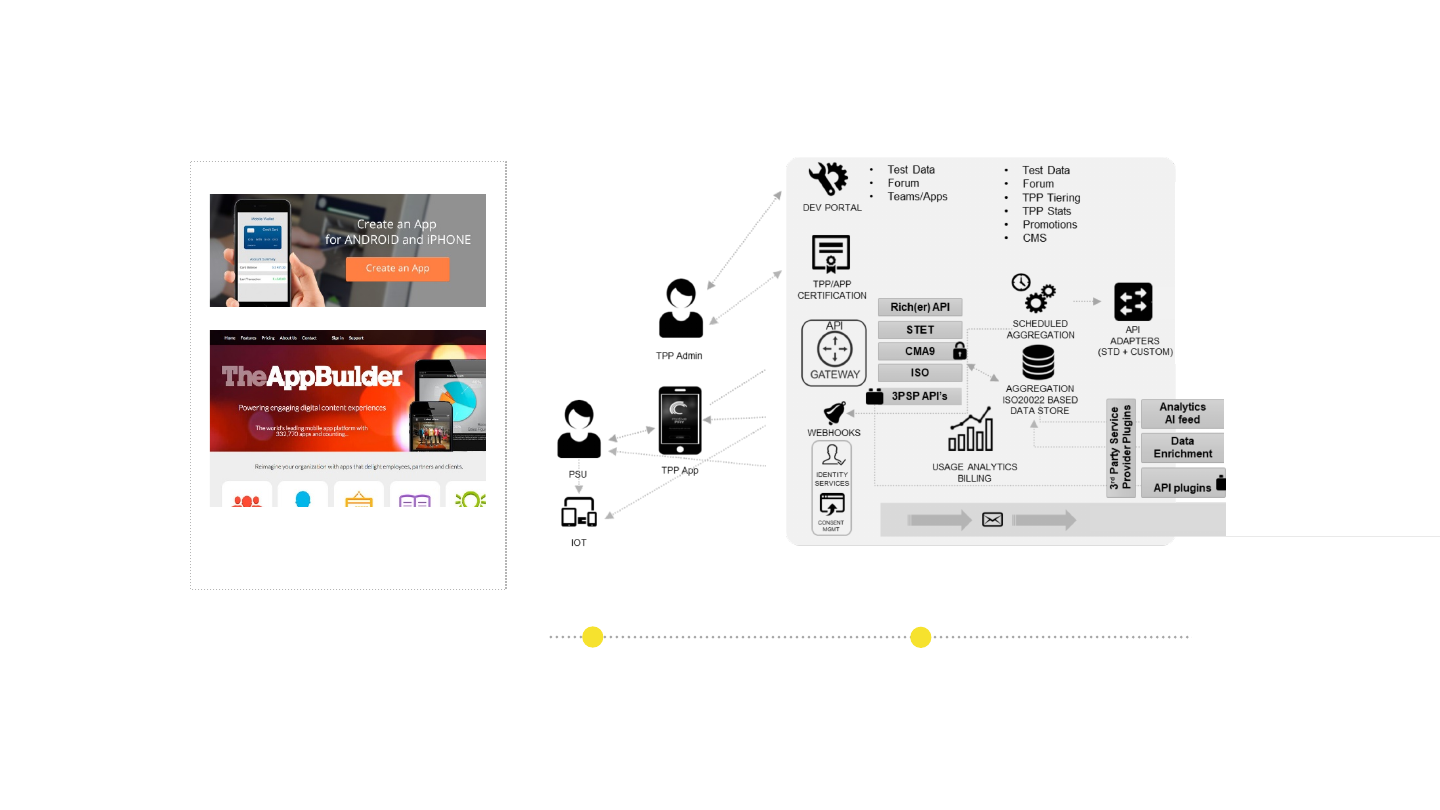 Create an App
for ANDROID and iPHONE
Create an App
Home Features Pricing About Us Contact Sign in Support
TheAppBuilder
Powering engaging digital content experiences
The world's leading mobile app platform with
332,770 apps and counting...
Reimagine your organization with apps that delight employees, partners and clients.
TPP Admin
PSU
TPP App
IOT
DEV PORTAL
• Test Data
• Forum
• Teams/Apps
• Test Data
• Forum
• TPP Tiering
• TPP Stats
• Promotions
• CMS
TPP/APP
CERTIFICATION
API
GATEWAY
WEBHOOKS
IDENTITY
SERVICES
CONSENT
MGMT
Rich(er) API
STET
CMA9
ISO
3PSP API's
SCHEDULED
AGGREGATION
API
ADAPTERS
(STD + CUSTOM)
AGGREGATION
ISO20022 BASED
DATA STORE
USAGE ANALYTICS
BILLING
3rd Party Service
Provider Plugins
Analytics
AI feed
Data
Enrichment
API plugins